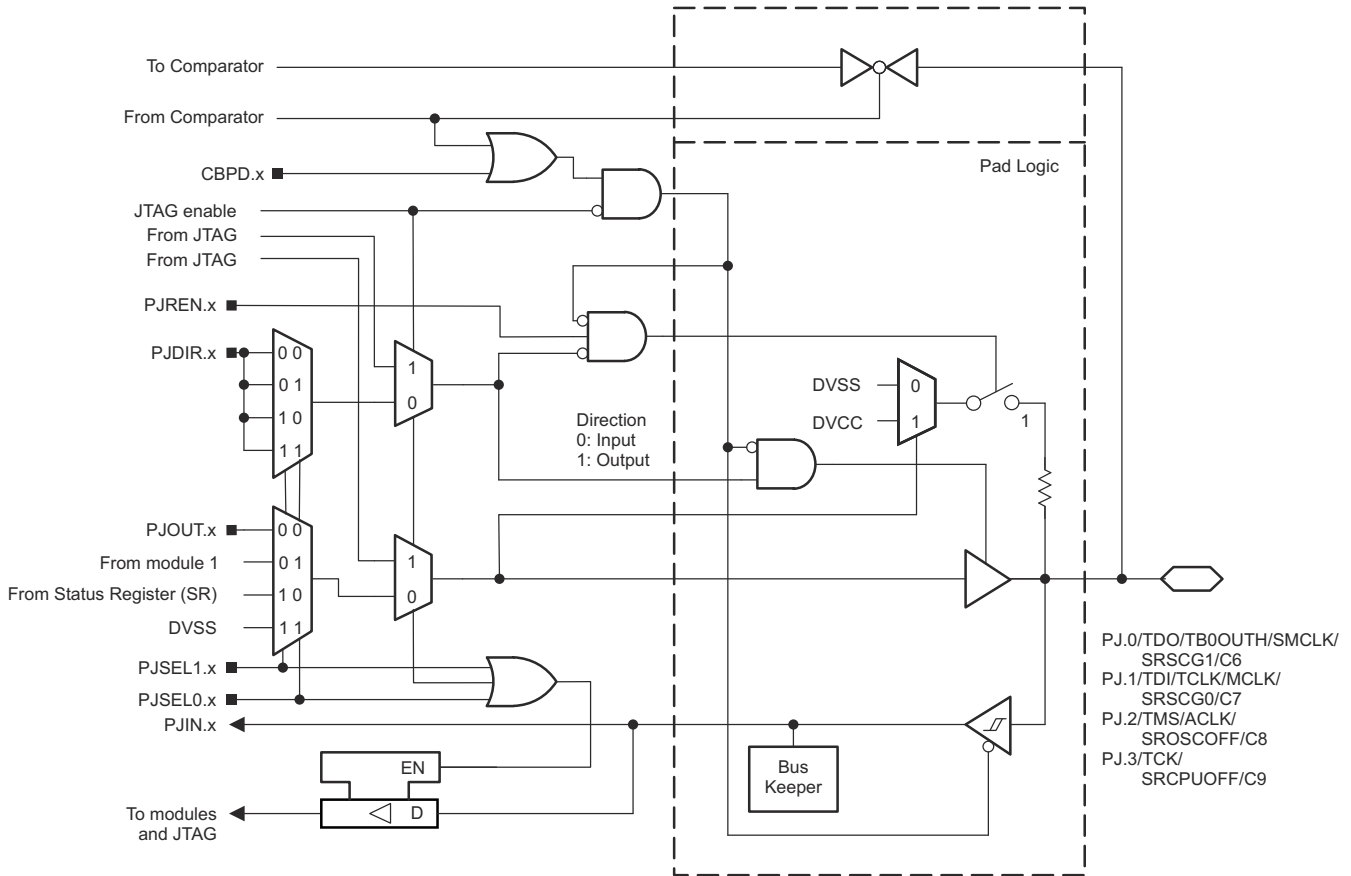 To Comparator
From Comparator
Pad Logic
CBPD.x
JTAG enable
From JTAG
From JTAG
PJREN.x
PJDIR.x
0 0
0 1
1 0
1 1
1
0
Direction
0: Input
1: Output
DVSS
DVCC
0
1
1
PJOUT.x
From module 1
From Status Register (SR)
DVSS
0 0
0 1
1 0
1 1
1
0
PJSEL1.x
PJSEL0.x
PJIN.x
EN
D
To modules
and JTAG
Bus
Keeper
PJ.0/TDO/TB0OUTH/SMCLK/
SRSCG1/C6
PJ.1/TDI/TCLK/MCLK/
SRSCG0/C7
PJ.2/TMS/ACLK/
SROSCOFF/C8
PJ.3/TCK/
SRCPUOFF/C9